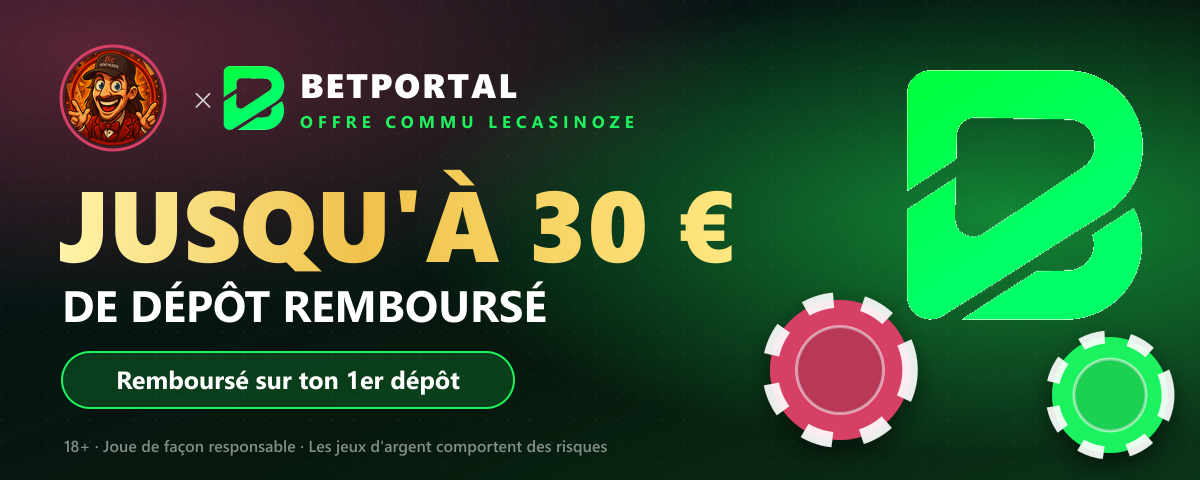 BETPORTAL
OFFRE COMMU LECASINOZE
JUSQU'À 30 €
DE DÉPÔT REMBOURSÉ
Remboursé sur ton 1er dépôt
18+ · Joue de façon responsable · Les jeux d'argent comportent des risques